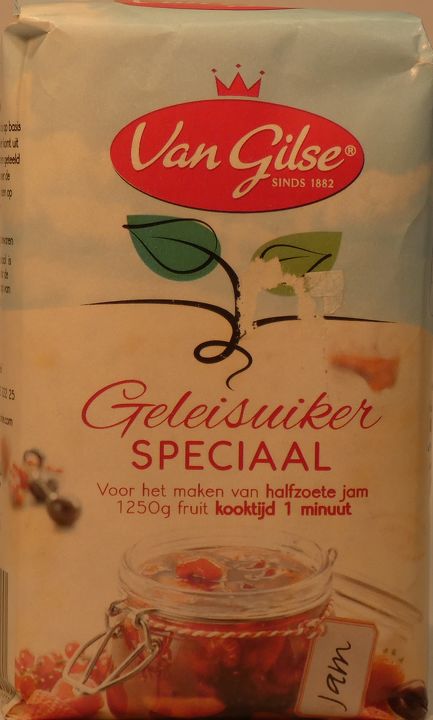 Van Gilse®
SINDS 1882
Geleisuiker
SPECIAAL
Voor het maken van halfzoete jam
1250g fruit kooktijd 1 minuut
Jam